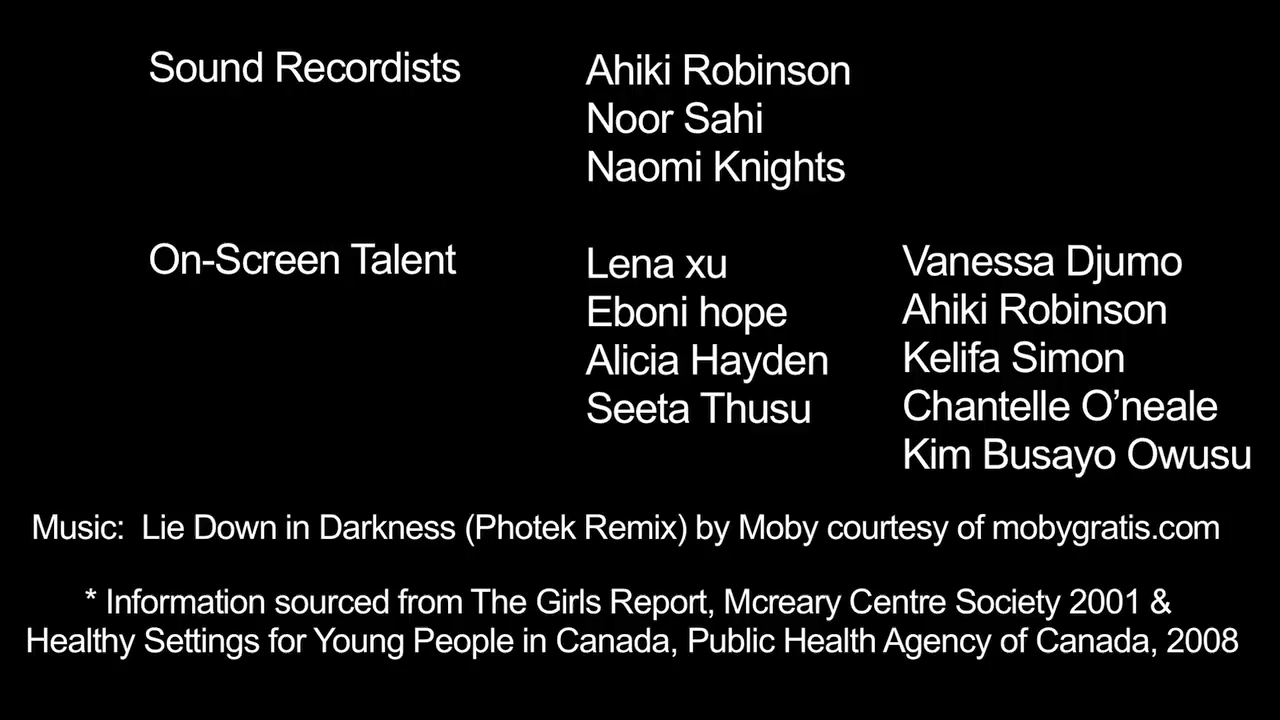 Sound Recordists
Ahiki Robinson
Noor Sahi
Naomi Knights
On-Screen Talent
Lena xu
Eboni hope
Alicia Hayden
Seeta Thusu
Vanessa Djumo
Ahiki Robinson
Kelifa Simon
Chantelle O’neale
Kim Busayo Owusu
Music:  Lie Down in Darkness (Photek Remix) by Moby courtesy of mobygratis.com
* Information sourced from The Girls Report, Mcreary Centre Society 2001 &
Healthy Settings for Young People in Canada, Public Health Agency of Canada, 2008